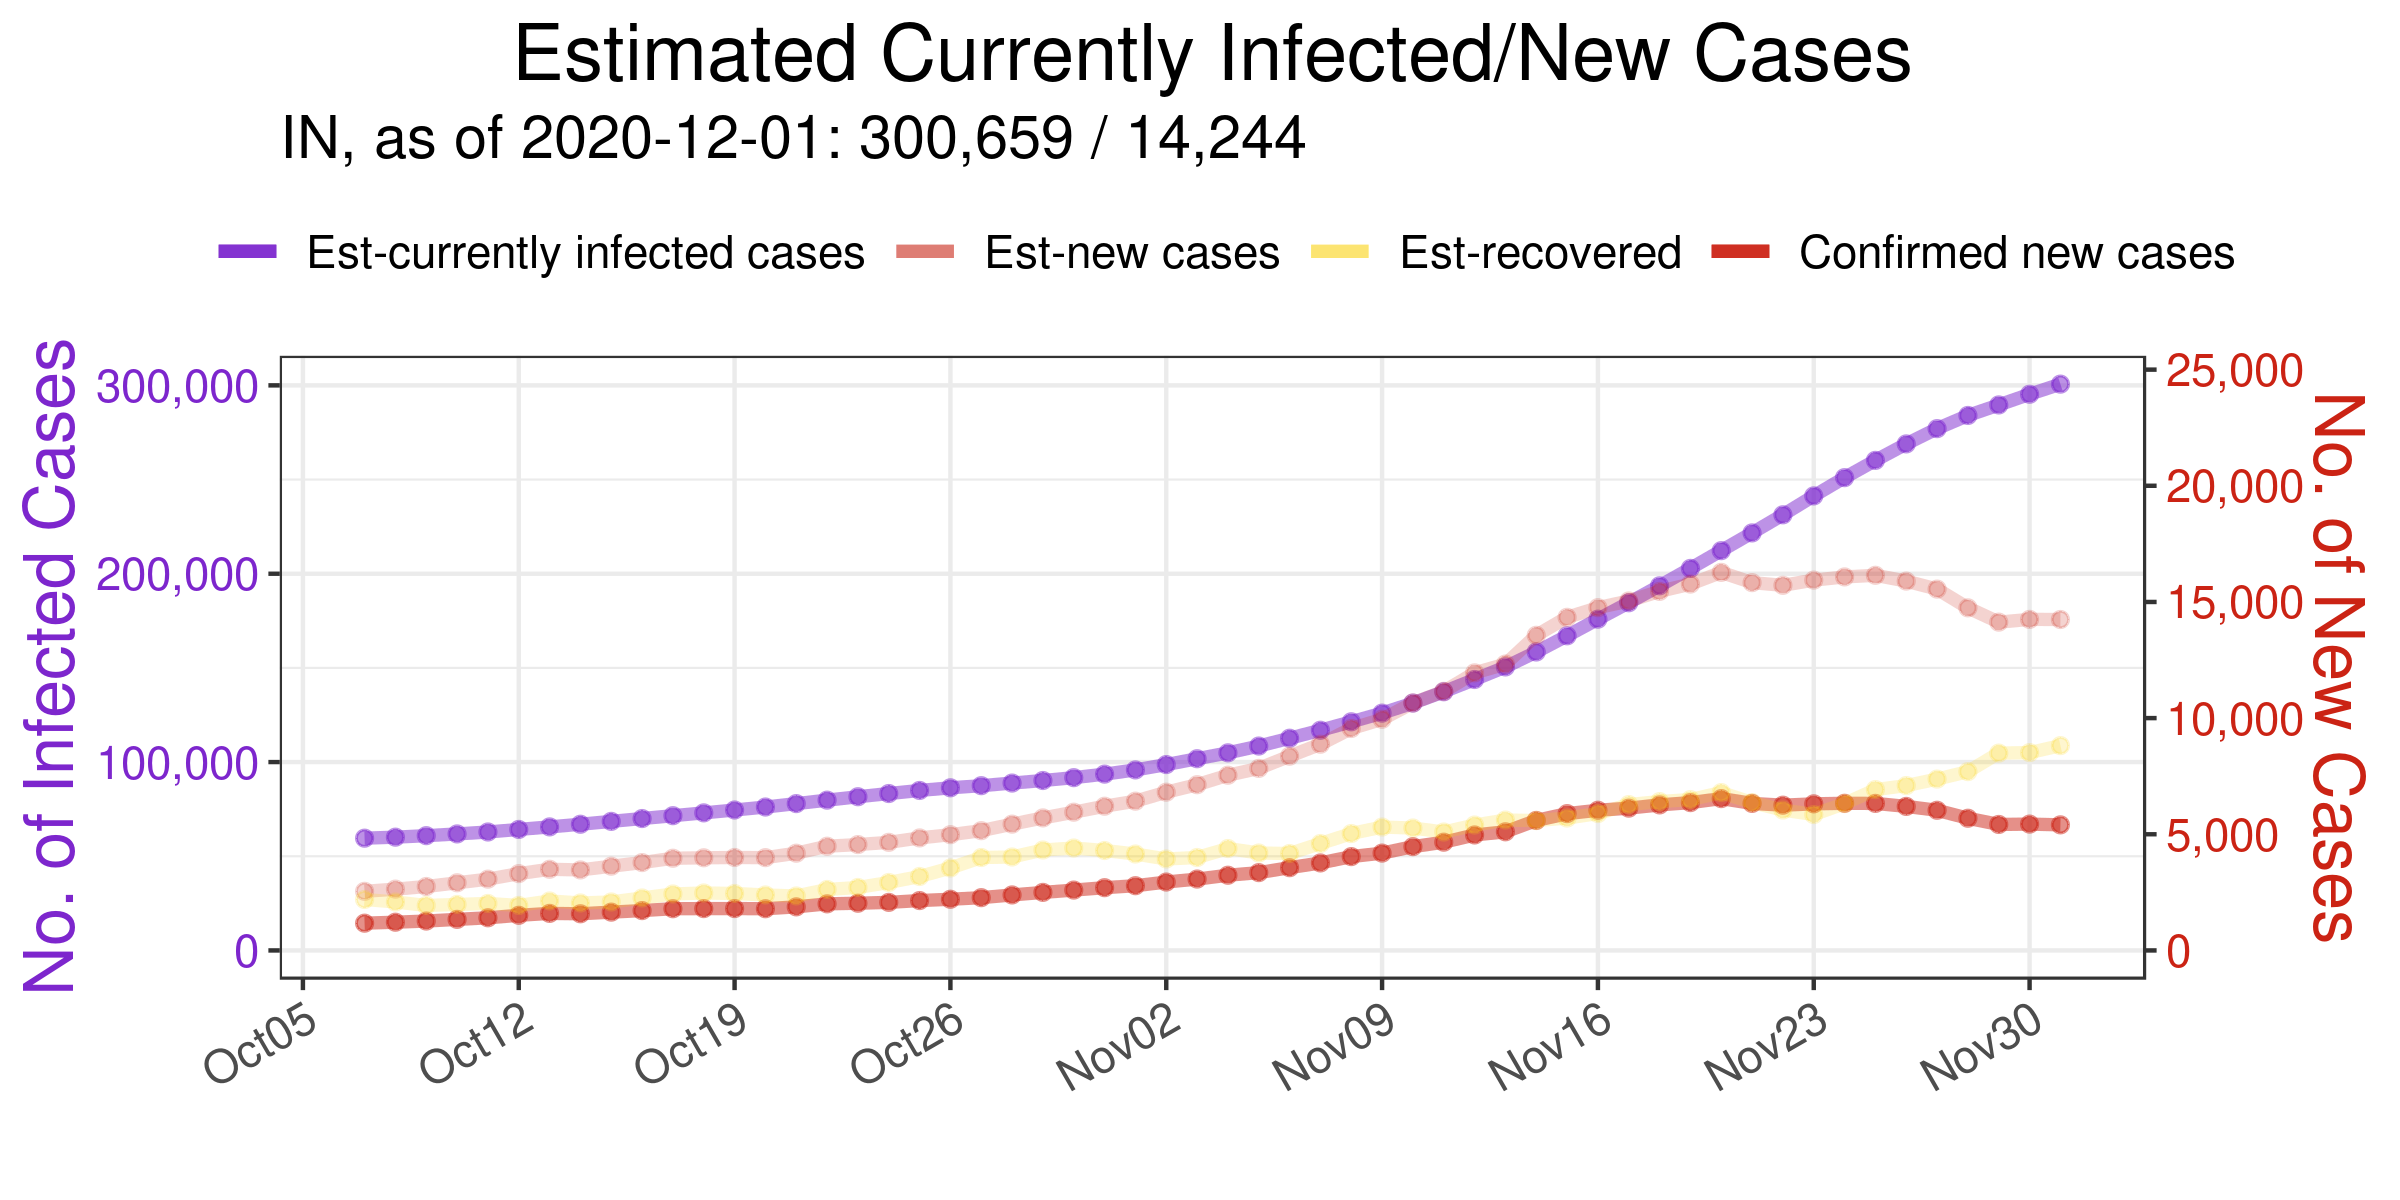 Estimated Currently Infected/New Cases
IN, as of 2020-12-01: 300,659 / 14,244
Est-currently infected cases Est-new cases Est-recovered Confirmed new cases
No. of Infected Cases
300,000
200,000
100,000
0
25,000
20,000
15,000
10,000
5,000
0
No. of New Cases
Oct05 Oct12 Oct19 Oct26 Nov02 Nov09 Nov16 Nov23 Nov30